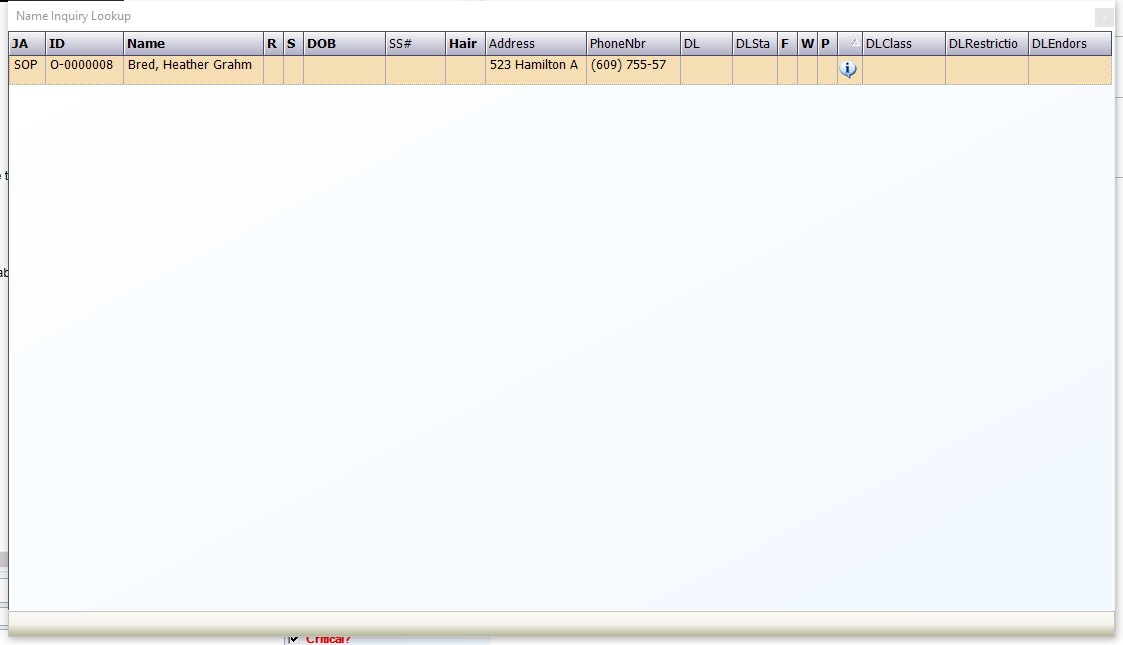 Name Inquiry Lookup
JA ID Name R S DOB SS# Hair Address PhoneNbr DL DLSta F W P DLClass DLRestrictio DLEndors
SOP O-0000008 Bred, Heather Grahm 523 Hamilton A (609) 755-57
Critical?